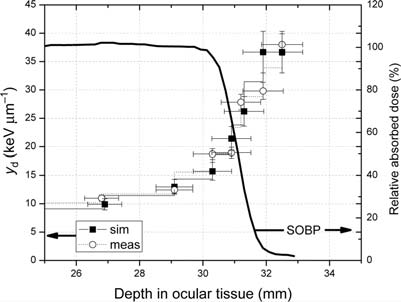 45
40
35
30
25
20
15
10
5
0
y_d (keV μm–1)
120
100
80
60
40
20
0
Relative absorbed dose (%)
sim
meas
SOBP
26 28 30 32 34
Depth in ocular tissue (mm)